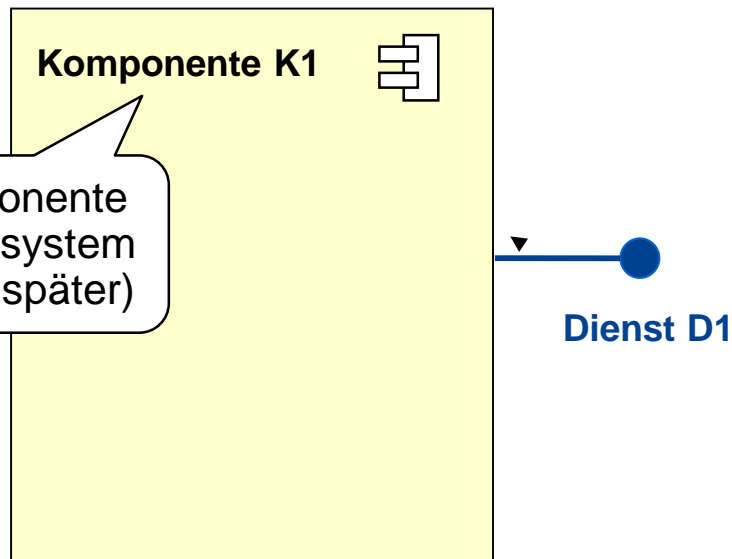 Komponente K1
onente
system
später)
Dienst D1